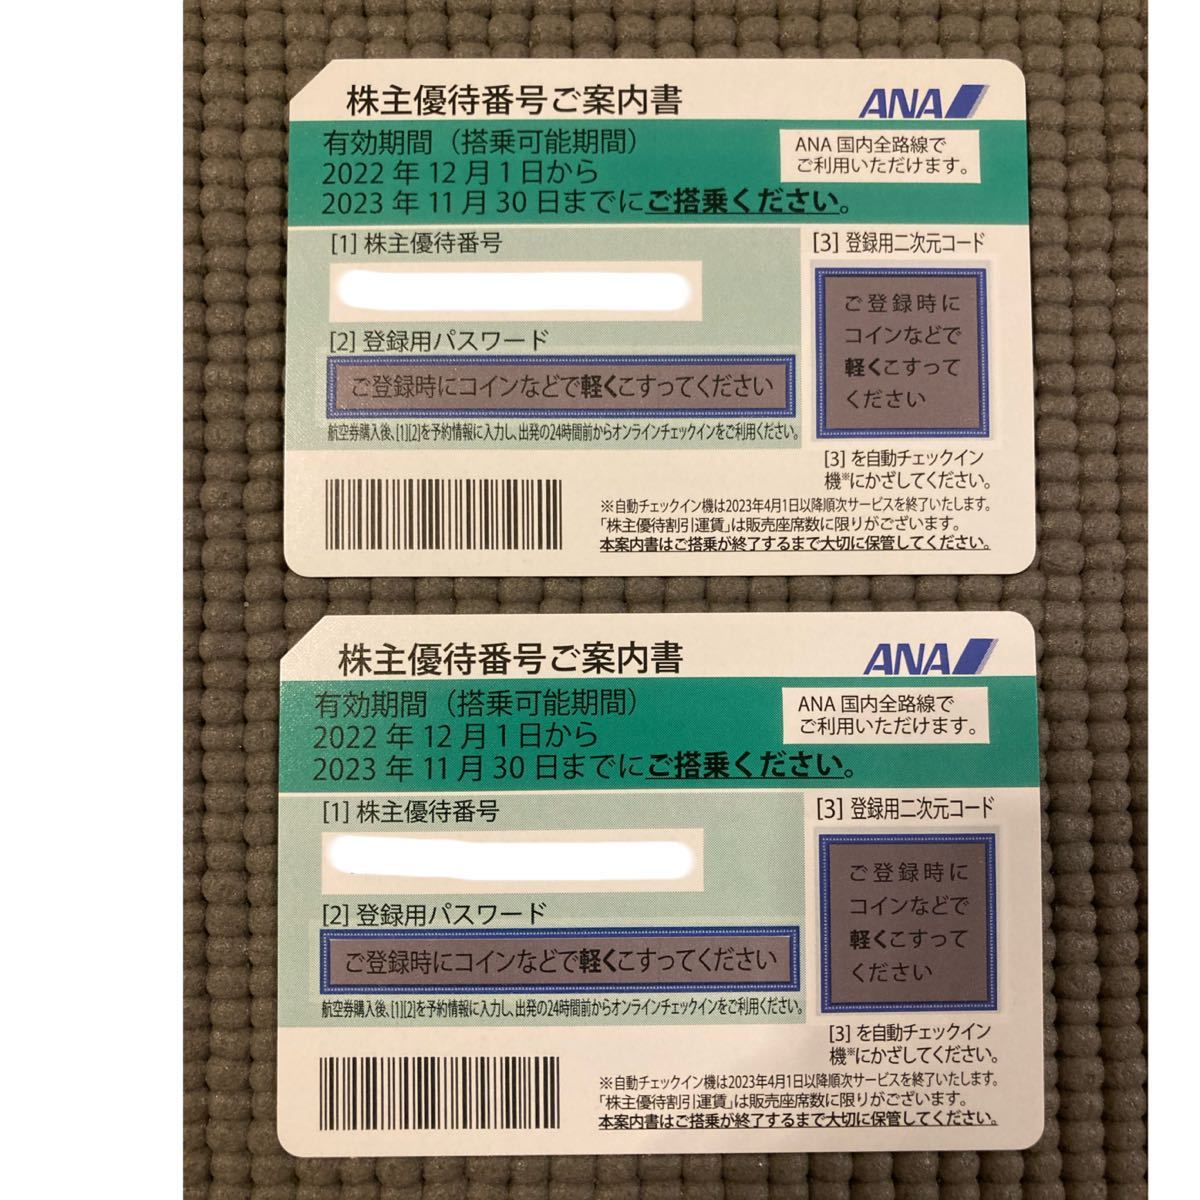 株主優待番号ご案内書
ANA
有効期間（搭乗可能期間）
2022 年 12 月 1 日から
2023 年 11 月 30 日までにご搭乗ください。
ANA 国内全路線で
ご利用いただけます。
[1] 株主優待番号
[2] 登録用パスワード
ご登録時にコインなどで軽くこすってください
航空券購入後、[1][2]を予約情報に入力し、出発の24時間前からオンラインチェックインをご利用ください。
[3] 登録用二次元コード
ご登録時に
コインなどで
軽くこすって
ください
[3] を自動チェックイン
機※にかざしてください。
※自動チェックイン機は2023年4月1日以降順次サービスを終了いたします。
「株主優待割引運賃」は販売座席数に限りがございます。
本案内書はご搭乗が終了するまで大切に保管してください。
株主優待番号ご案内書
ANA
有効期間（搭乗可能期間）
2022 年 12 月 1 日から
2023 年 11 月 30 日までにご搭乗ください。
ANA 国内全路線で
ご利用いただけます。
[1] 株主優待番号
[2] 登録用パスワード
ご登録時にコインなどで軽くこすってください
航空券購入後、[1][2]を予約情報に入力し、出発の24時間前からオンラインチェックインをご利用ください。
[3] 登録用二次元コード
ご登録時に
コインなどで
軽くこすって
ください
[3] を自動チェックイン
機※にかざしてください。
※自動チェックイン機は2023年4月1日以降順次サービスを終了いたします。
「株主優待割引運賃」は販売座席数に限りがございます。
本案内書はご搭乗が終了するまで大切に保管してください。